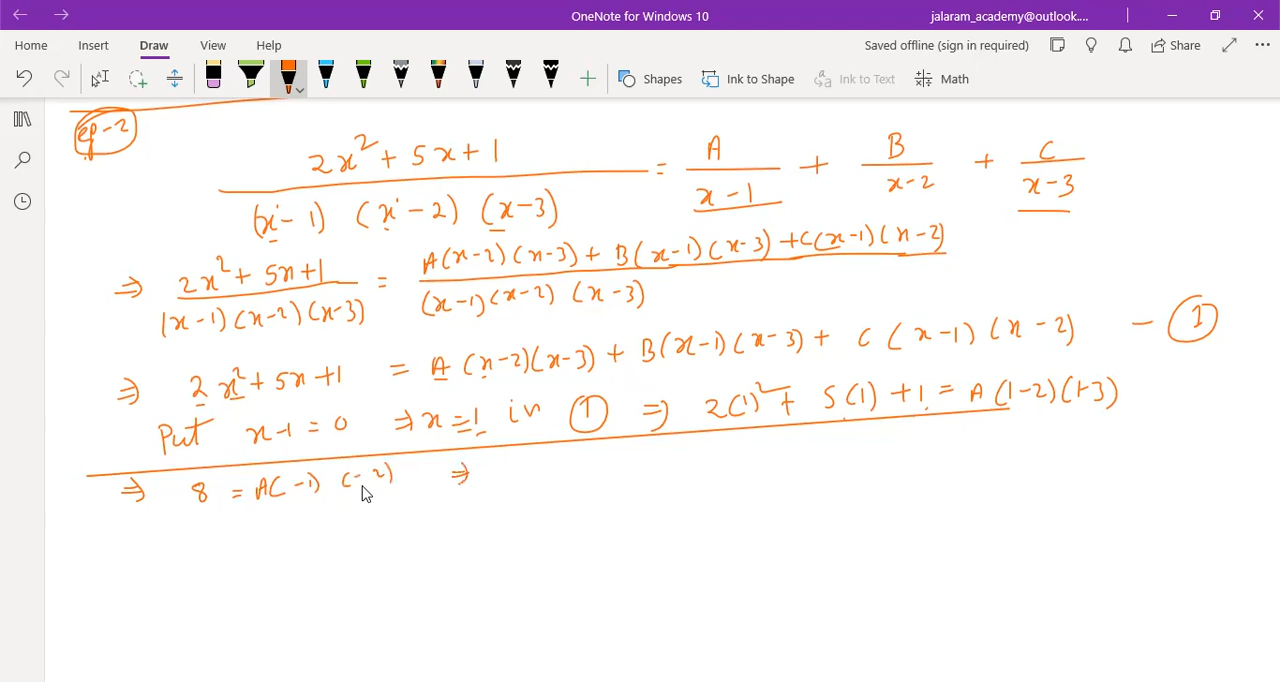 OneNote for Windows 10
jalaram_academy@outlook....
Home Insert Draw View Help
Saved offline (sign in required) Share
Shapes Ink to Shape Ink to Text Math
ep-2
2x² + 5x + 1 / (x - 1) (x - 2) (x - 3) = A / x - 1 + B / x - 2 + C / x - 3
⇒ 2x² + 5x + 1 / (x - 1)(x - 2)(x - 3) = A(x - 2)(x - 3) + B(x - 1)(x - 3) + C(x - 1)(x - 2) / (x - 1)(x - 2)(x - 3)
⇒ 2x² + 5x + 1 = A(x - 2)(x - 3) + B(x - 1)(x - 3) + C(x - 1)(x - 2) - ①
Put x - 1 = 0 ⇒ x = 1 in ① ⇒ 2(1)² + 5(1) + 1 = A(1 - 2)(1 - 3)
⇒ 8 = A(-1)(-2) ⇒